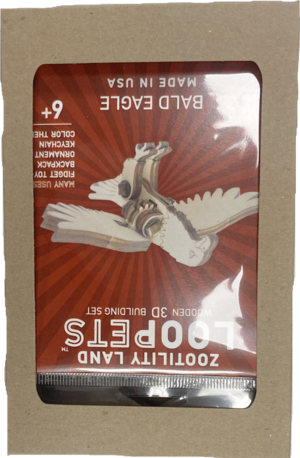 ZOOTILITY LAND
LOOPETS™
WOODEN 3D BUILDING SET
MANY USES
FIDGET TOY
BACKPACK
ORNAMENT
KEYCHAIN
COLOR THE
6+
BALD EAGLE
MADE IN USA